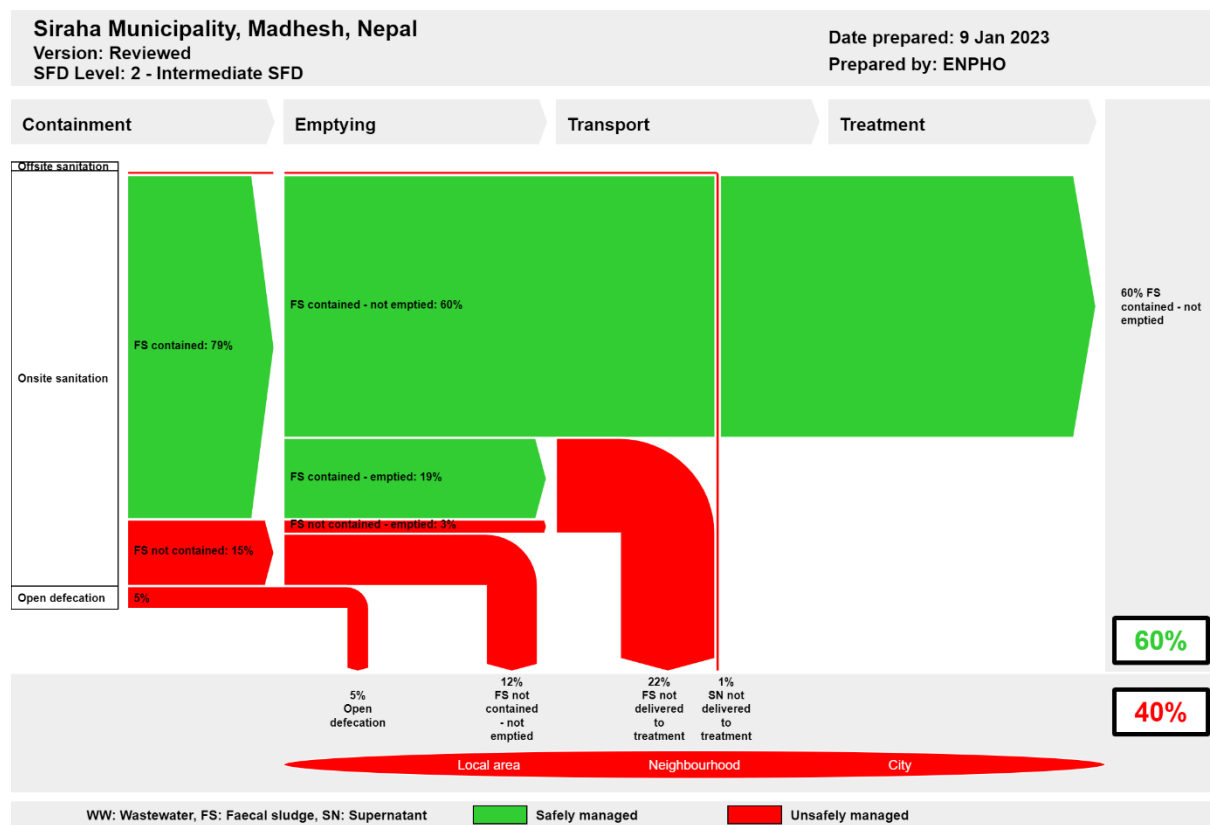 Siraha Municipality, Madhesh, Nepal
Version: Reviewed
SFD Level: 2 - Intermediate SFD
Date prepared: 9 Jan 2023
Prepared by: ENPHO
Containment
Emptying
Transport
Treatment
Offsite sanitation
FS contained - not emptied: 60%
60% FS
contained - not
emptied
FS contained: 79%
Onsite sanitation
FS contained - emptied: 19%
FS not contained - emptied: 3%
FS not contained: 15%
Open defecation
5%
60%
5%
Open
defecation
12%
FS not
contained
- not
emptied
22%
FS not
delivered
to
treatment
1%
SN not
delivered
to
treatment
40%
Local area
Neighbourhood
City
WW: Wastewater, FS: Faecal sludge, SN: Supernatant
Safely managed
Unsafely managed